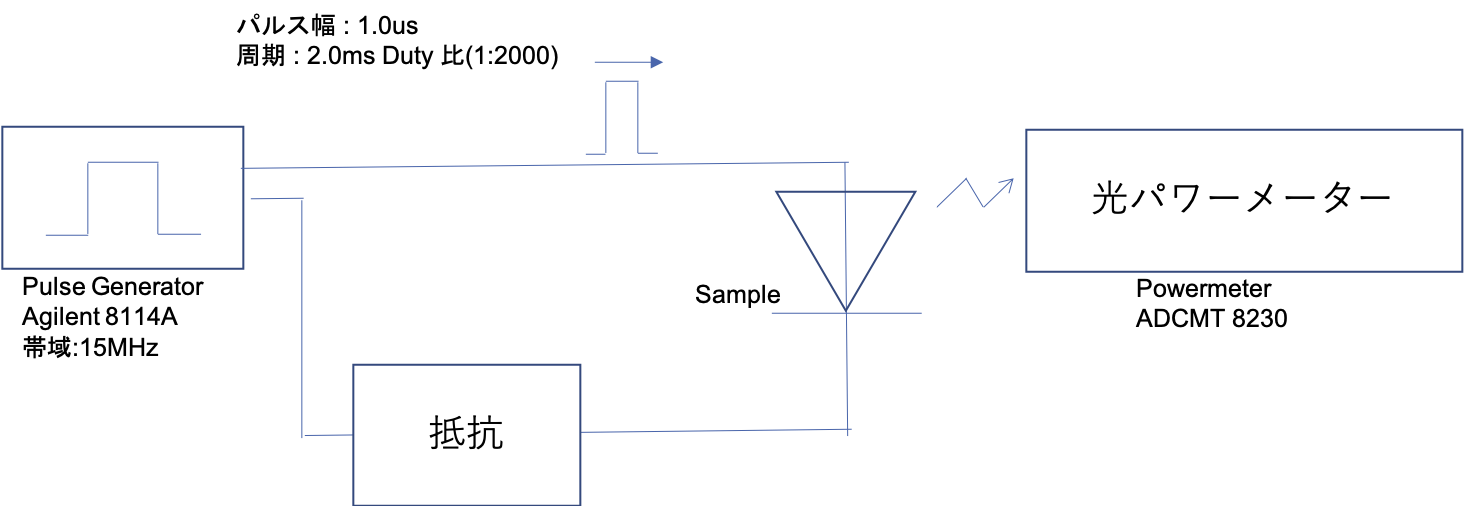 パルス幅 : 1.0us
周期 : 2.0ms Duty 比(1:2000)
Pulse Generator
Agilent 8114A
帯域:15MHz
Sample
抵抗
光パワーメーター
Powermeter
ADCMT 8230